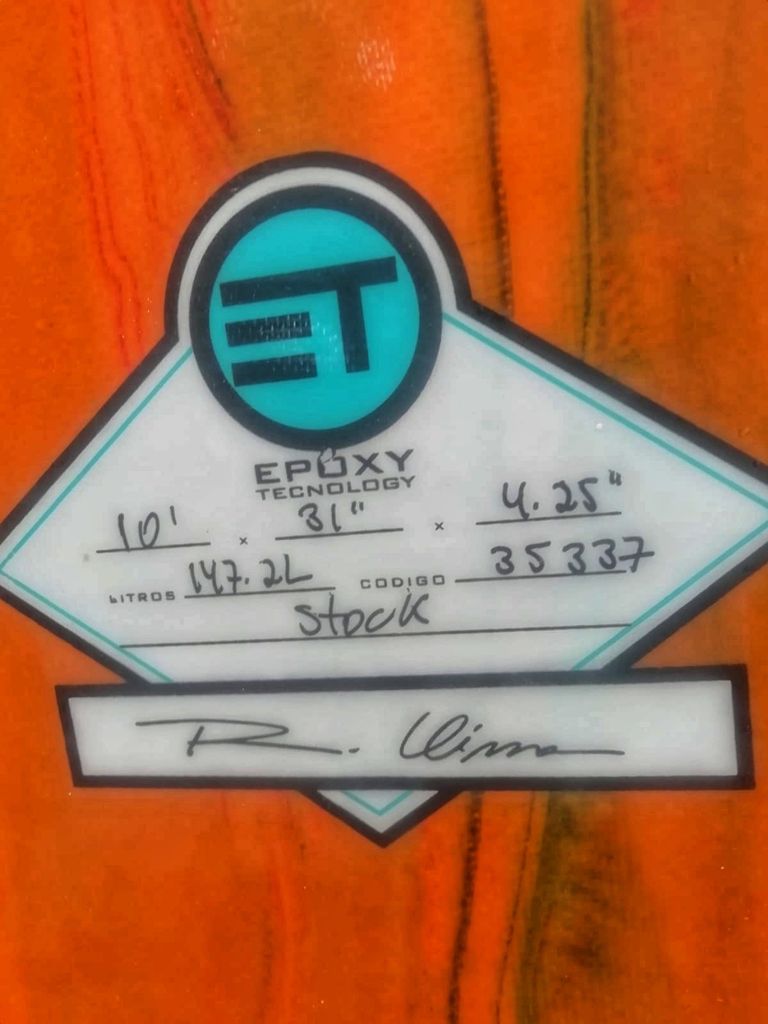 ET
EPOXY
TECNOLOGY
10' x 31" x 4.25"
LITROS 147.2L CODIGO 35337
Stock
R.